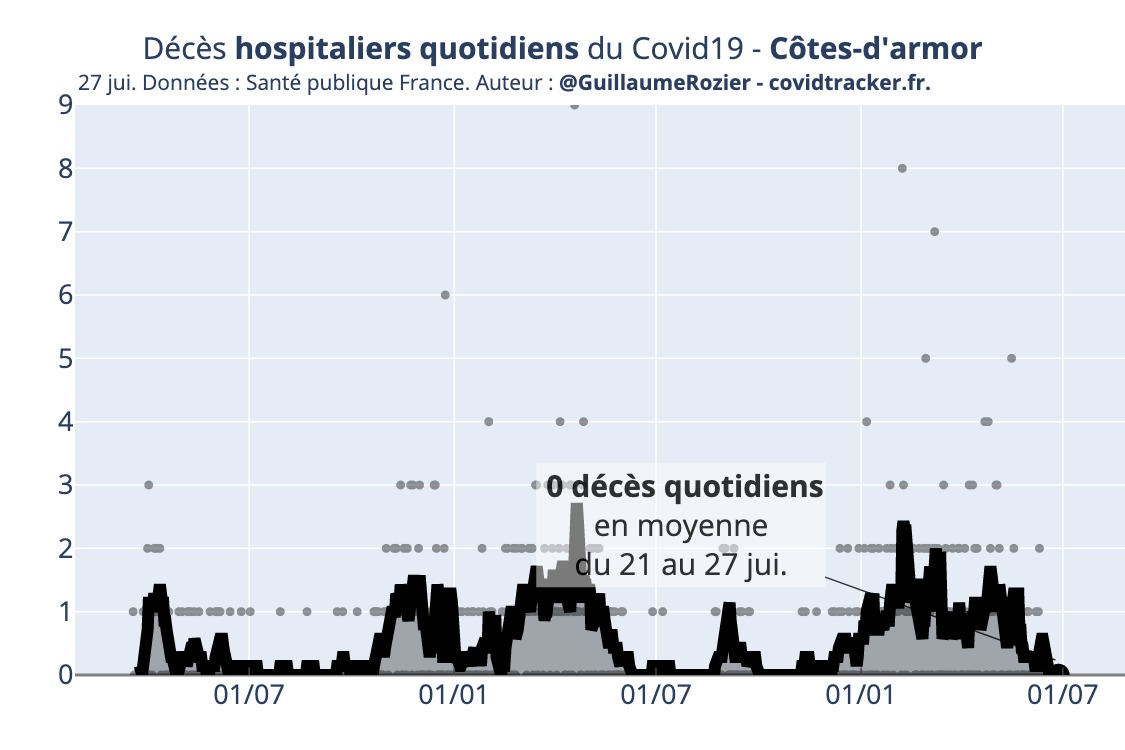 Décès hospitaliers quotidiens du Covid19 - Côtes-d'armor
27 jui. Données : Santé publique France. Auteur : @GuillaumeRozier - covidtracker.fr.
9
8
7
6
5
4
3
2
1
0
0 décès quotidiens
en moyenne
du 21 au 27 jui.
01/07 01/01 01/07 01/01 01/07